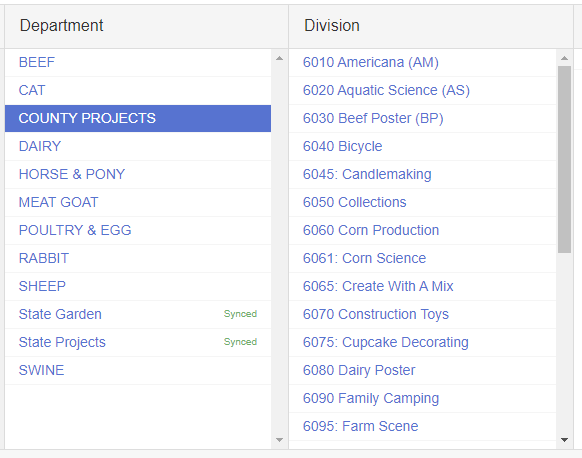 Department
BEEF
CAT
COUNTY PROJECTS
DAIRY
HORSE & PONY
MEAT GOAT
POULTRY & EGG
RABBIT
SHEEP
State Garden Synced
State Projects Synced
SWINE
Division
6010 Americana (AM)
6020 Aquatic Science (AS)
6030 Beef Poster (BP)
6040 Bicycle
6045: Candlemaking
6050 Collections
6060 Corn Production
6061: Corn Science
6065: Create With A Mix
6070 Construction Toys
6075: Cupcake Decorating
6080 Dairy Poster
6090 Family Camping
6095: Farm Scene